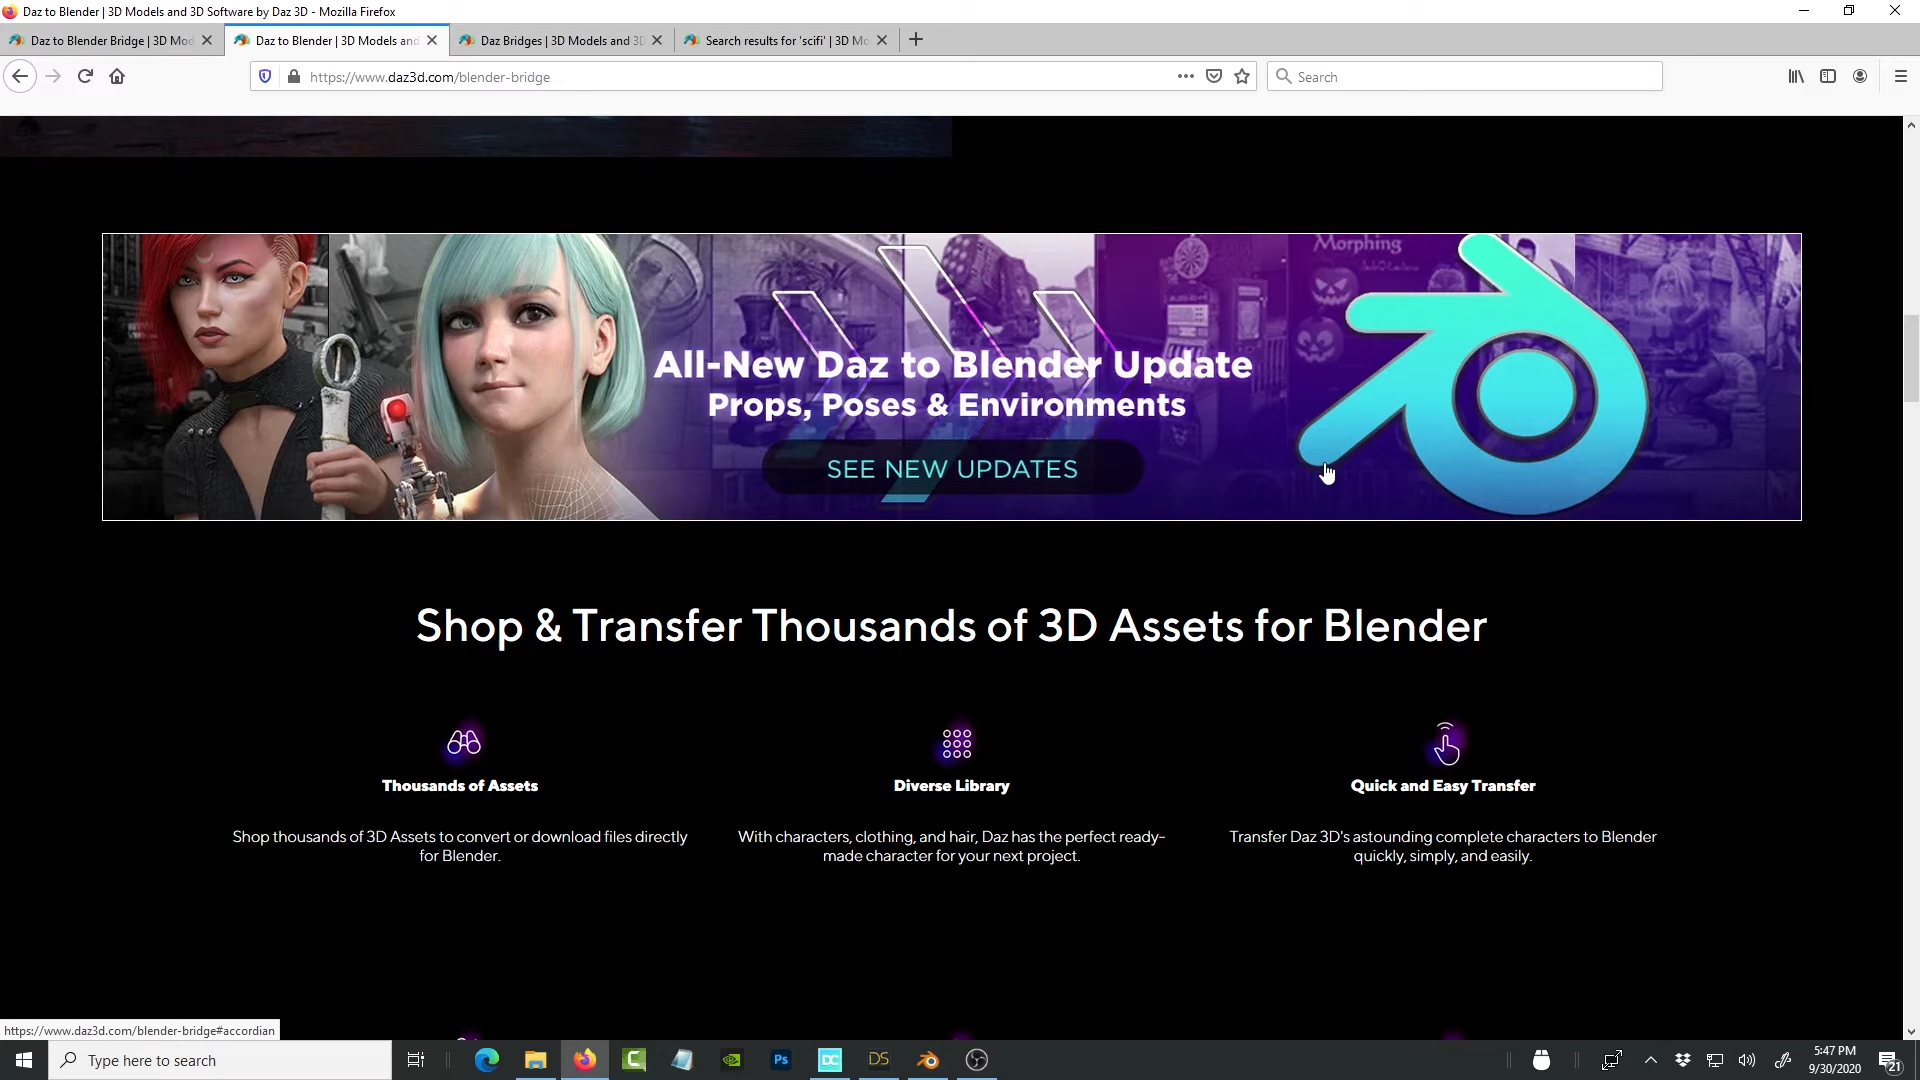 Daz to Blender | 3D Models and 3D Software by Daz 3D - Mozilla Firefox
Daz to Blender Bridge | 3D Mod
Daz to Blender | 3D Models and
Daz Bridges | 3D Models and 3D
Search results for 'scifi' | 3D Mo
https://www.daz3d.com/blender-bridge
Search
Morphing
All-New Daz to Blender Update
Props, Poses & Environments
SEE NEW UPDATES
Shop & Transfer Thousands of 3D Assets for Blender
Thousands of Assets
Diverse Library
Quick and Easy Transfer
Shop thousands of 3D Assets to convert or download files directly
for Blender.
With characters, clothing, and hair, Daz has the perfect ready-
made character for your next project.
Transfer Daz 3D's astounding complete characters to Blender
quickly, simply, and easily.
https://www.daz3d.com/blender-bridge#accordian
Type here to search
Ps
DC
DS
5:47 PM
9/30/2020
21